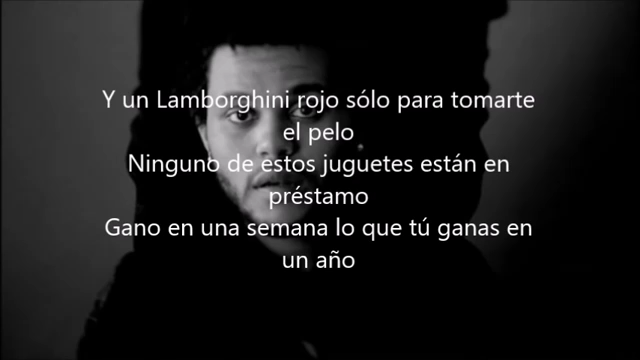 Y un Lamborghini rojo sólo para tomarte
el pelo
Ninguno de estos juguetes están en
préstamo
Gano en una semana lo que tú ganas en
un año